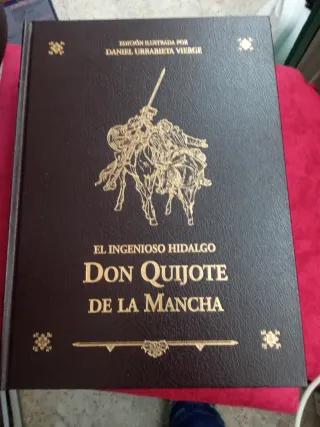 EDICIÓN ILUSTRADA POR
DANIEL URRABIETA VIERGE
EL INGENIOSO HIDALGO
DON QUIJOTE
DE LA MANCHA